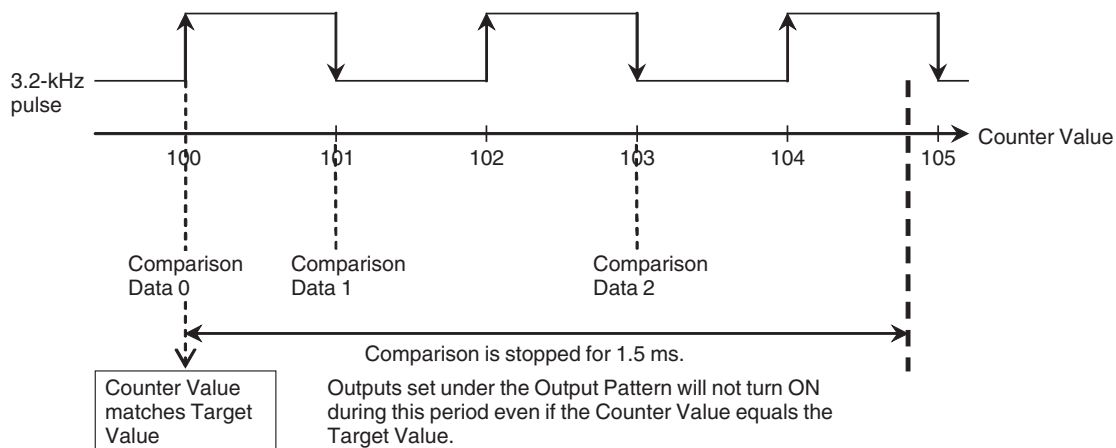 3.2-kHz
pulse
Counter Value
100
101
102
103
104
105
Comparison
Data 0
Comparison
Data 1
Comparison
Data 2
Comparison is stopped for 1.5 ms.
Counter Value
matches Target
Value
Outputs set under the Output Pattern will not turn ON
during this period even if the Counter Value equals the
Target Value.